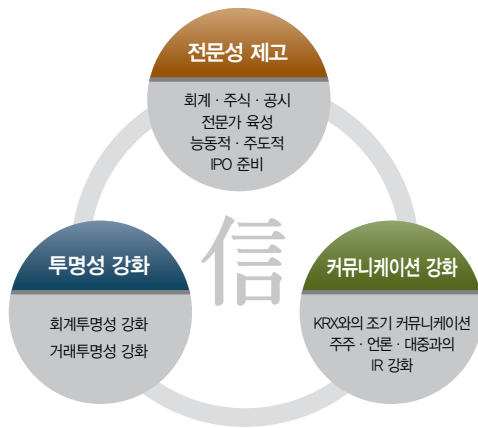 전문성 제고
회계 · 주식 · 공시
전문가 육성
능동적 · 주도적
IPO 준비
信
투명성 강화
회계투명성 강화
거래투명성 강화
커뮤니케이션 강화
KRX와의 조기 커뮤니케이션
주주 · 언론 · 대중과의
IR 강화